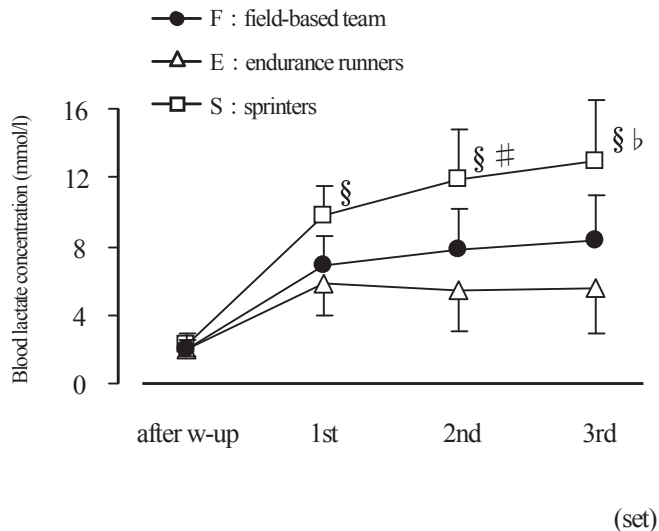 F : field-based team
E : endurance runners
S : sprinters
Blood lactate concentration (mmol/l)
16
12
8
4
0
§
§ #
§ ♭
after w-up 1st 2nd 3rd
(set)